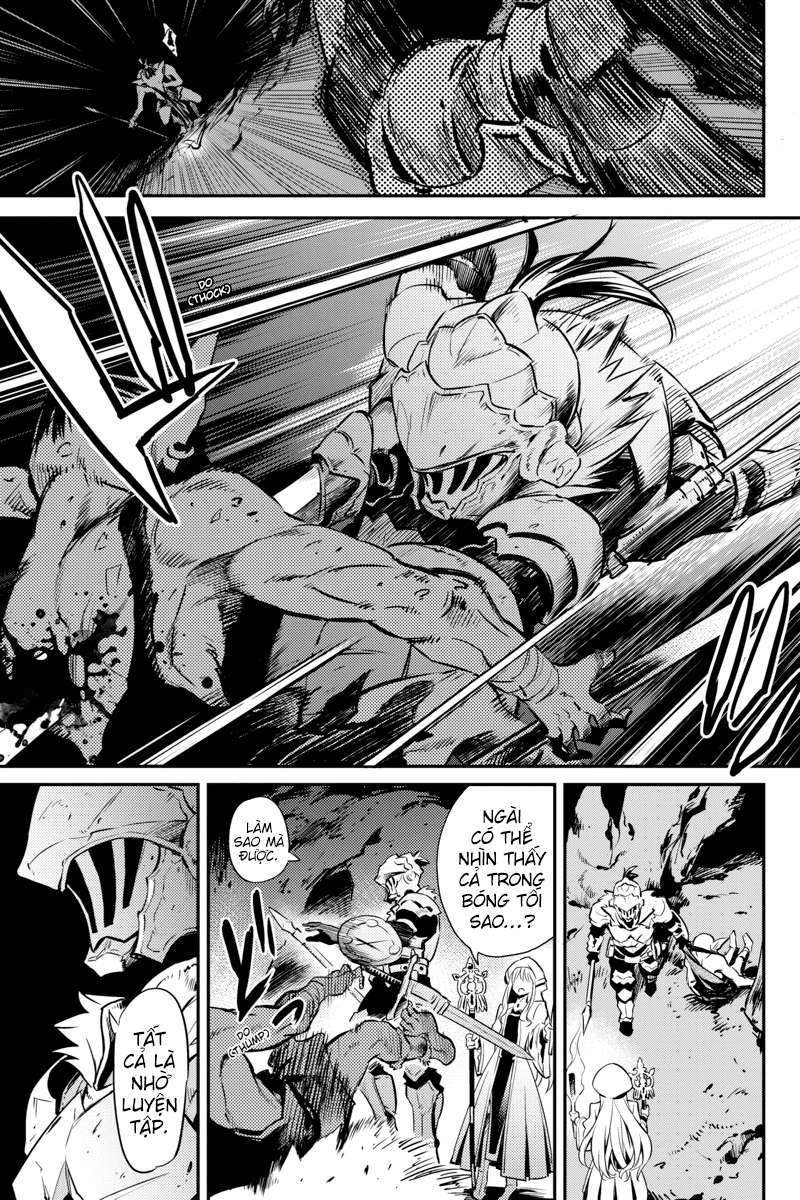 DO
(THOCK)
NGÀI
CÓ THỂ
NHÌN THẤY
CẢ TRONG
BÓNG TỐI
SAO...?
LÀM
SAO MÀ
ĐƯỢC.
DO
(THUMP)
TẤT
CẢ LÀ
NHỜ
LUYỆN
TẬP.